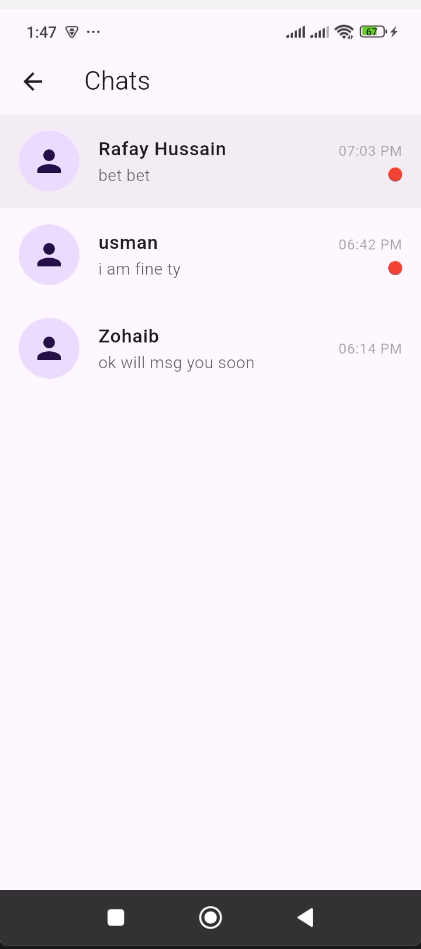 1:47
67
Chats
Rafay Hussain
07:03 PM
bet bet
usman
06:42 PM
i am fine ty
Zohaib
06:14 PM
ok will msg you soon